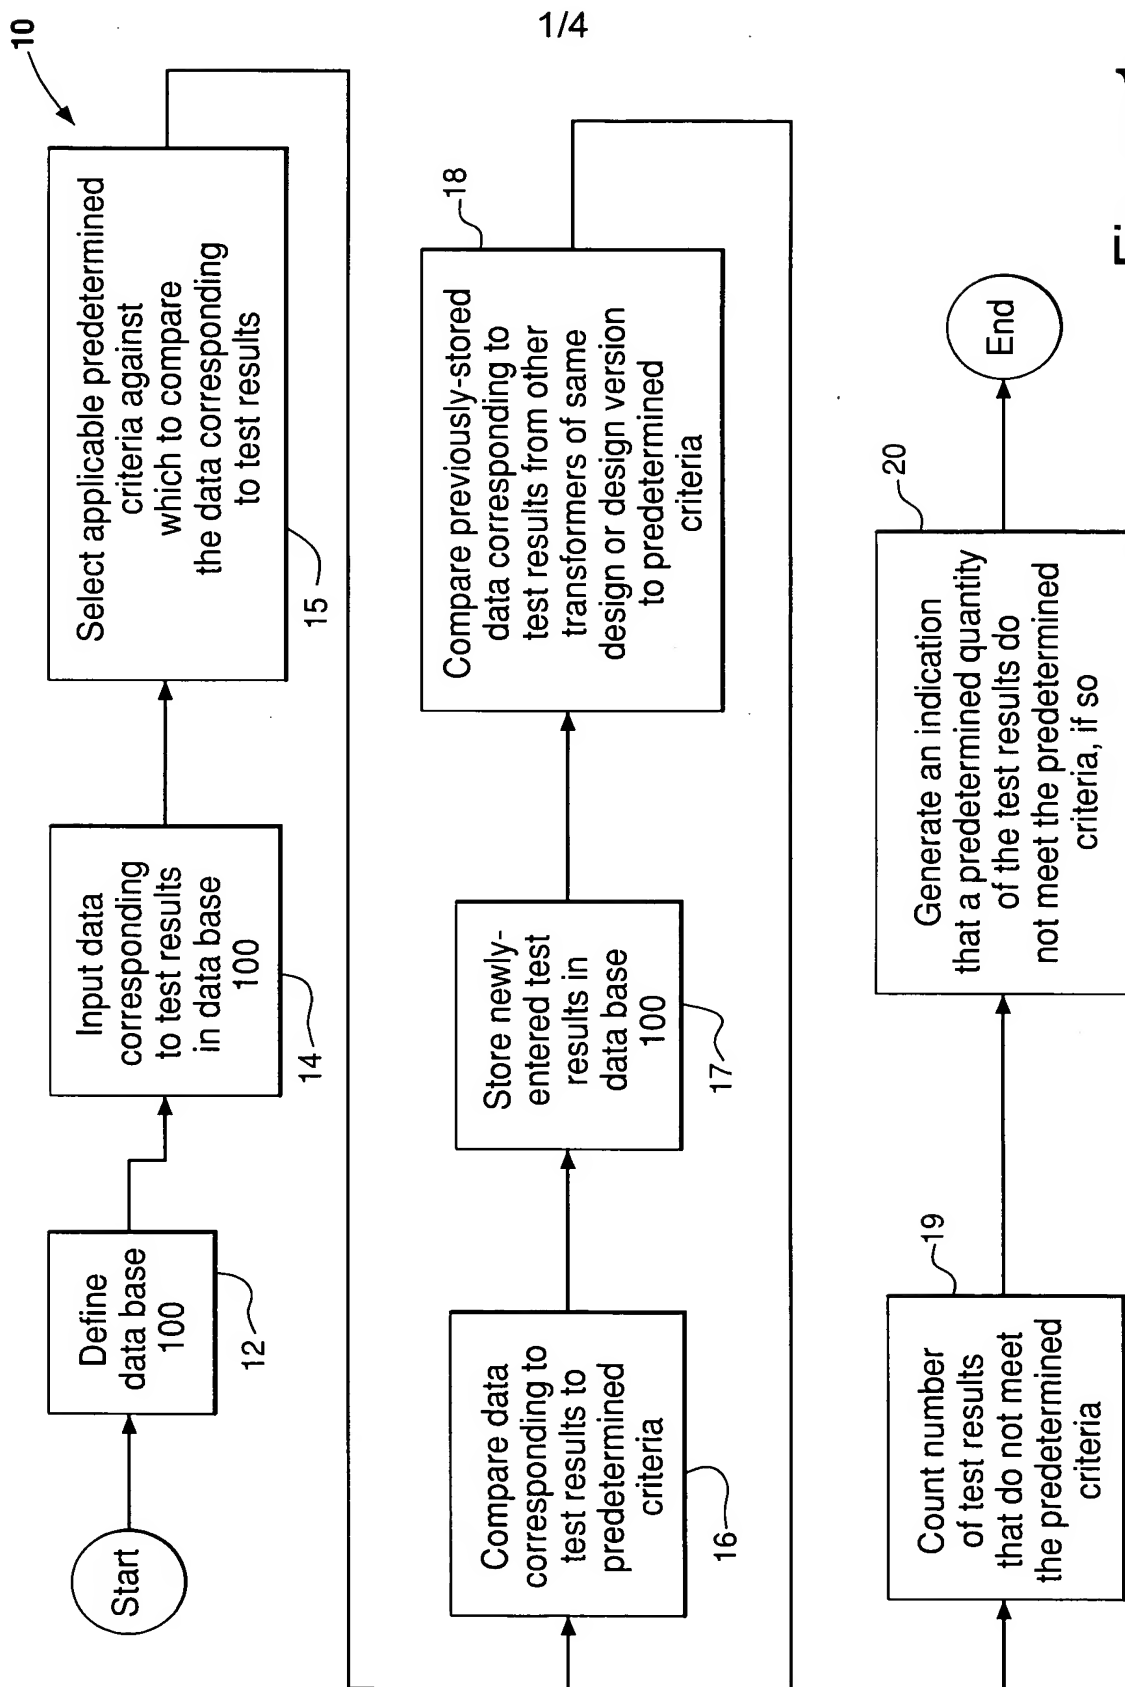 1/4
10
Start
Define
data base
100
12
Input data
corresponding
to test results
in data base
100
14
Select applicable predetermined
criteria against
which to compare
the data corresponding
to test results
15
Compare data
corresponding to
test results to
predetermined
criteria
16
Store newly-
entered test
results in
data base
100
17
Compare previously-stored
data corresponding to
test results from other
transformers of same
design or design version
to predetermined
criteria
18
Count number
of test results
that do not meet
the predetermined
criteria
19
Generate an indication
that a predetermined quantity
of the test results do
not meet the predetermined
criteria, if so
20
End